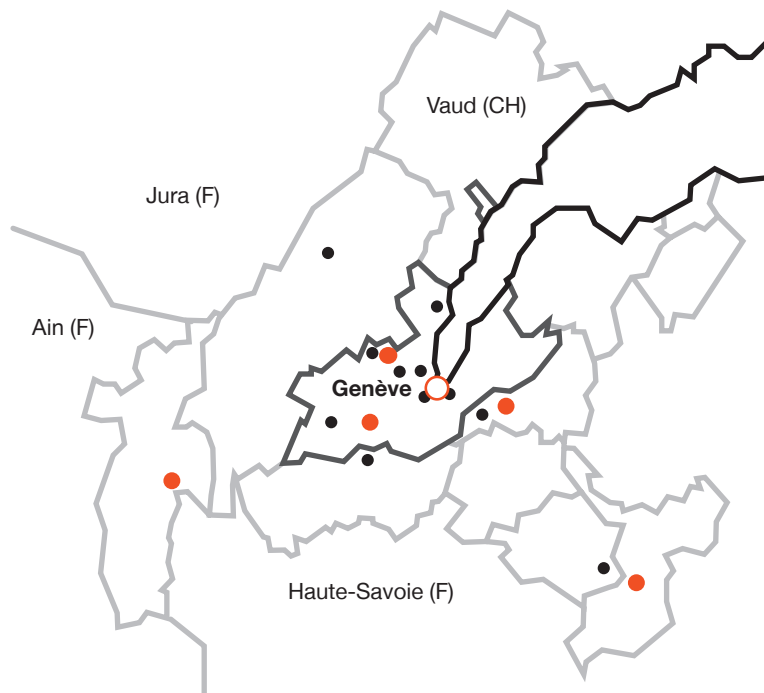 Vaud (CH)
Jura (F)
Ain (F)
Genève
Haute-Savoie (F)